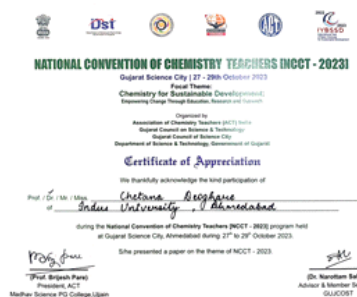 DST
ACT
IYBSSD
NATIONAL CONVENTION OF CHEMISTRY TEACHERS [NCCT - 2023]
Gujarat Science City | 27 - 29th October 2023
Focal Theme:
Chemistry for Sustainable Development:
Empowering Change Through Education, Research and
Organized by
Association of Chemistry Teachers (ACT) India
Gujarat Council on Science & Technology
Gujarat Council of Science City
Department of Science & Technology, Government of Gujarat
Certificate of Appreciation
We thankfully acknowledge the kind participation of
Prof. / Dr. / Mr. / Miss. Chetana Deoghare
of Indus University, Ahmedabad
during the National Convention of Chemistry Teachers [NCCT - 2023] program held
at Gujarat Science City, Ahmedabad during 27th to 29th October 2023.
S/he presented a paper on the theme of NCCT - 2023.
(Prof. Brijesh Pare)
President, ACT
Madhav Science PG College, Ujjain
(Dr. Narottam
Advisor & Member
GUJCOST